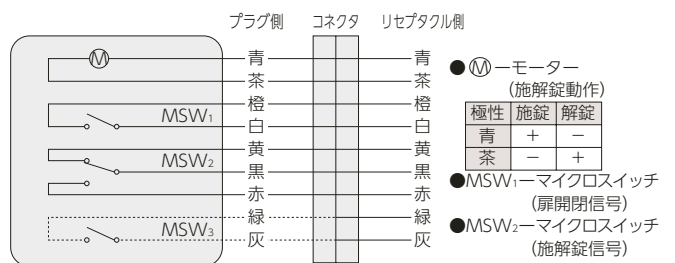 プラグ側 コネクタ リセプタクル側
M 青 青
茶 茶
橙 橙
MSW₁ 白 白
黄 黄
MSW₂ 黒 黒
赤 赤
緑 緑
MSW₃ 灰 灰
●Ⓜーモーター
(施解錠動作)
極性 施錠 解錠
青 + −
茶 − +
●MSW₁ーマイクロスイッチ
(扉開閉信号)
●MSW₂ーマイクロスイッチ
(施解錠信号)